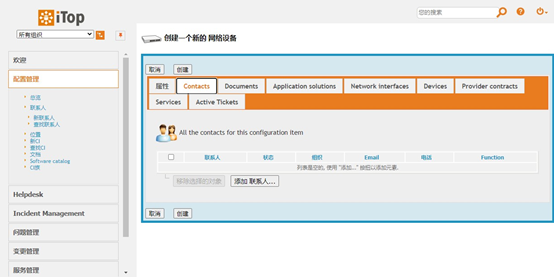 iTop
您的搜索
所有组织
创建一个新的 网络设备
欢迎
配置管理
总览
联系人
新联系人
查找联系人
位置
新CI
查找CI
文档
Software catalog
CI组
Helpdesk
Incident Management
问题管理
变更管理
服务管理
取消 创建
属性 Contacts Documents Application solutions Network interfaces Devices Provider contracts
Services Active Tickets
All the contacts for this configuration item
联系人 状态 组织 Email 电话 Function
列表是空的, 使用 "添加..." 按钮以添加元素.
移除选择的对象 添加 联系人...
取消 创建